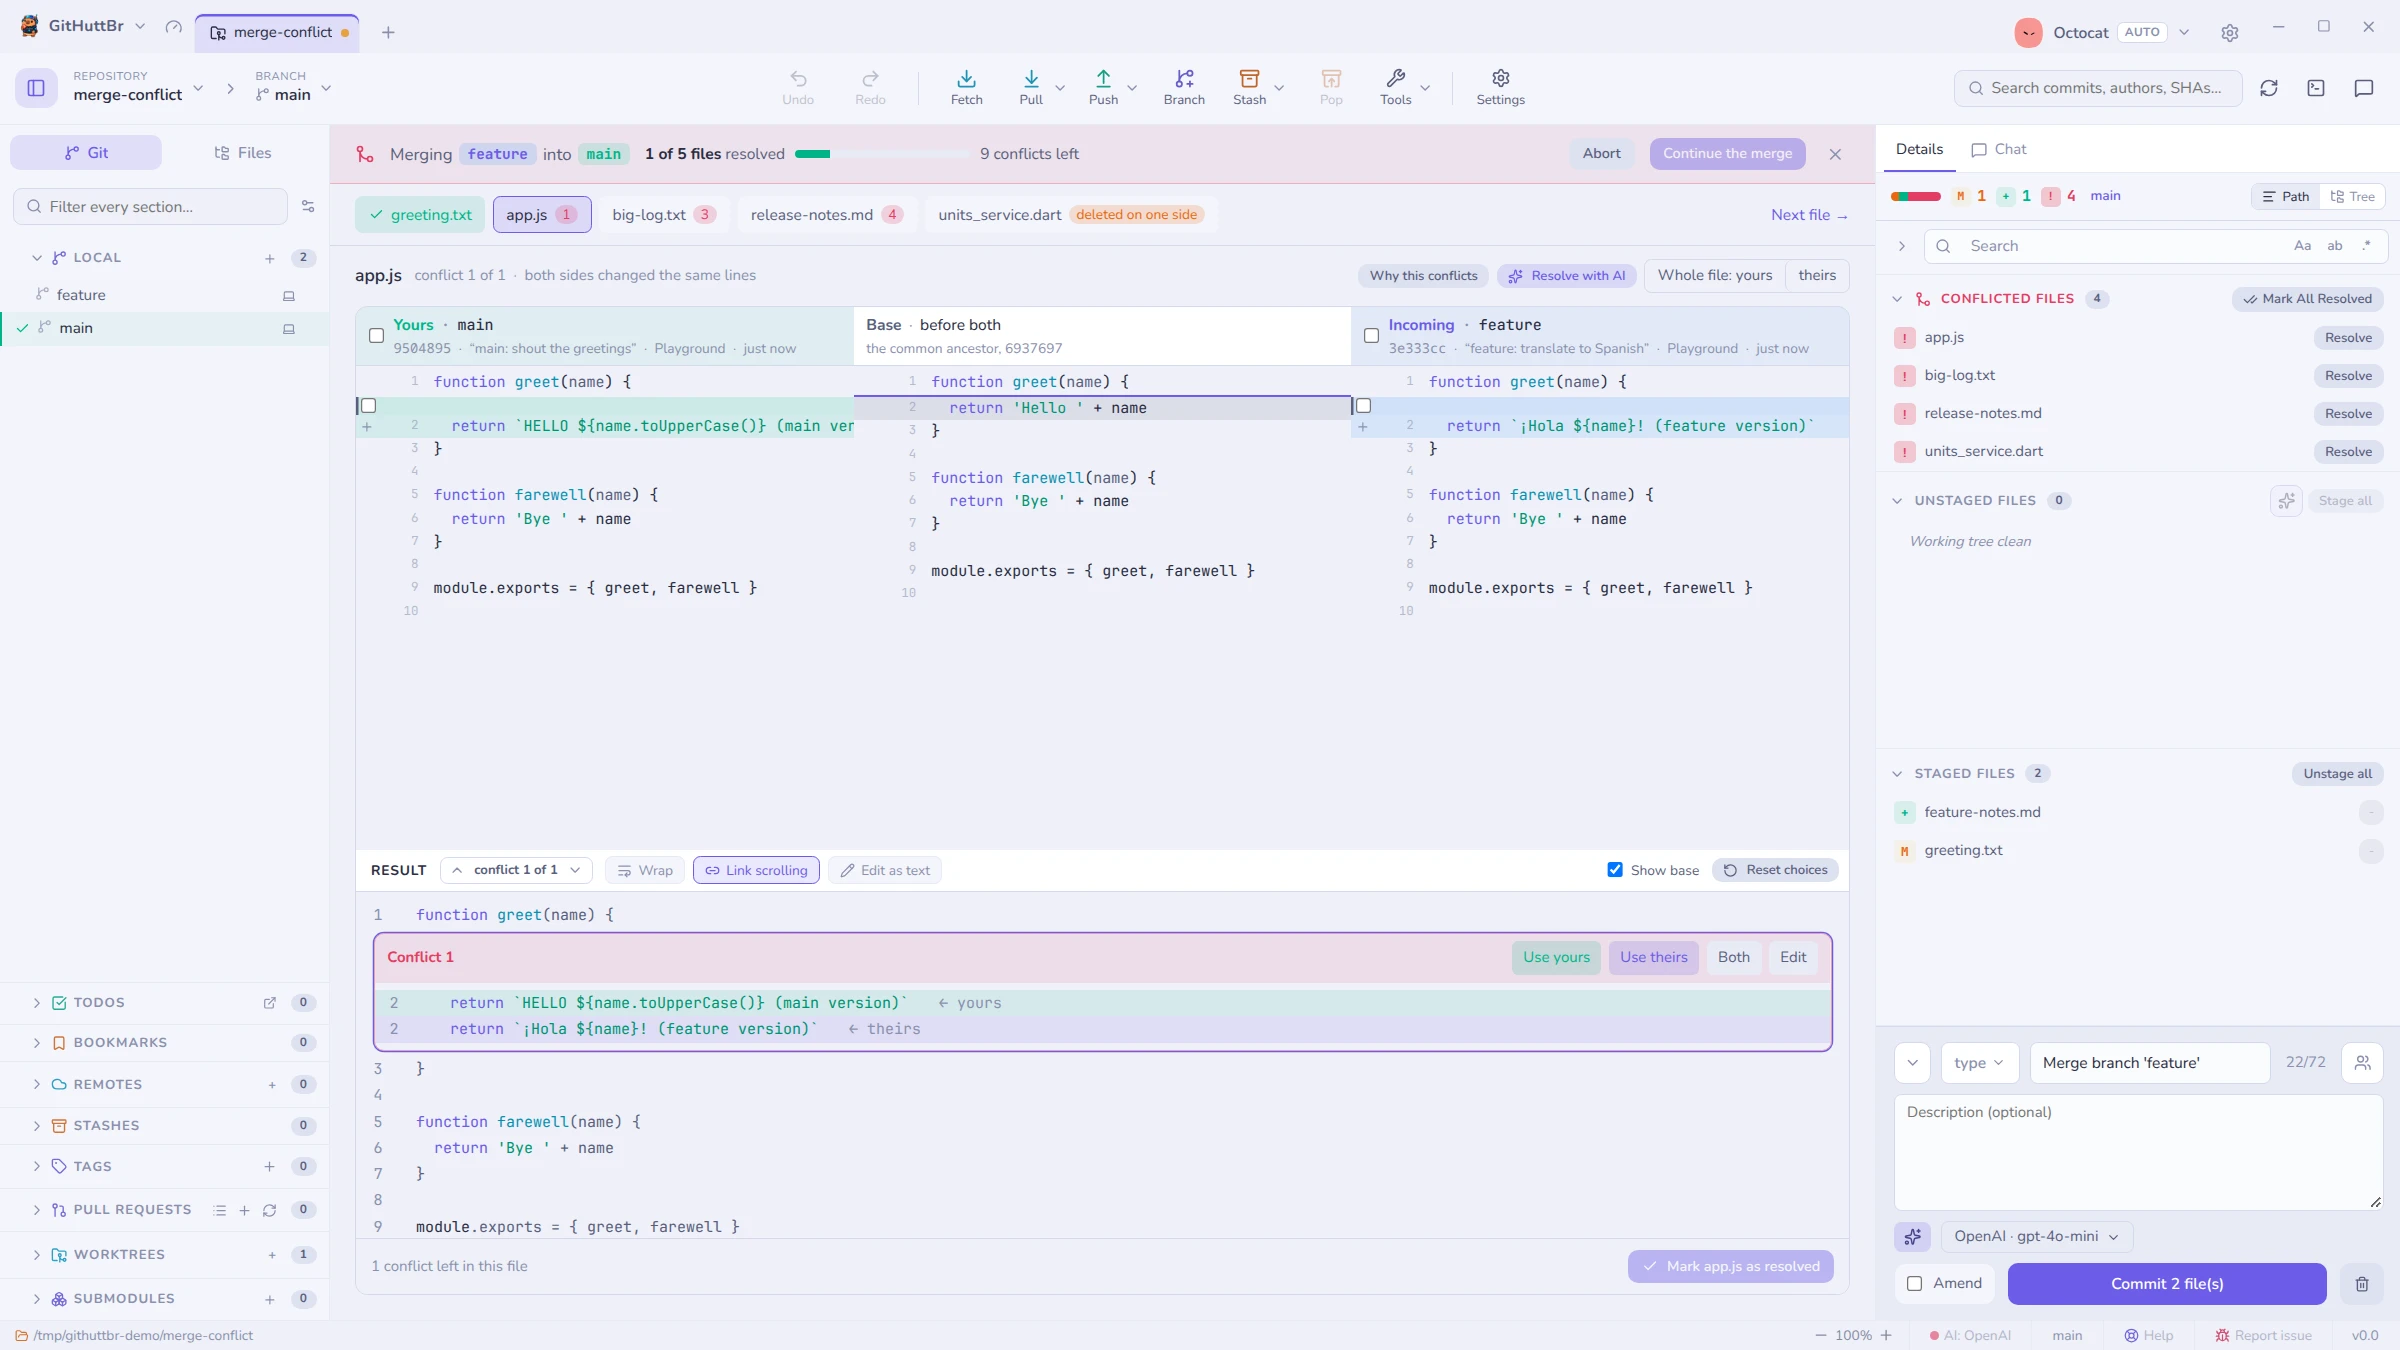 GitHuttBr
merge-conflict
Octocat AUTO
REPOSITORY
merge-conflict
BRANCH
main
Undo
Redo
Fetch
Pull
Push
Branch
Stash
Pop
Tools
Settings
Search commits, authors, SHAs...
Git
Files
Filter every section...
LOCAL 2
feature
main
TODOS 0
BOOKMARKS 0
REMOTES + 0
STASHES 0
TAGS + 0
PULL REQUESTS + 0
WORKTREES + 1
SUBMODULES + 0
Merging feature into main 1 of 5 files resolved 9 conflicts left
Abort
Continue the merge
greeting.txt
app.js 1
big-log.txt 3
release-notes.md 4
units_service.dart deleted on one side
Next file →
app.js conflict 1 of 1 · both sides changed the same lines
Why this conflicts
Resolve with AI
Whole file: yours
theirs
Yours · main
9504895 · “main: shout the greetings” · Playground · just now
1 function greet(name) {
+ 2 return `HELLO ${name.toUpperCase()} (main ver
3 }
4
5 function farewell(name) {
6 return 'Bye ' + name
7 }
8
9 module.exports = { greet, farewell }
10
Base · before both
the common ancestor, 6937697
1 function greet(name) {
2 return 'Hello ' + name
3 }
4
5 function farewell(name) {
6 return 'Bye ' + name
7 }
8
9 module.exports = { greet, farewell }
10
Incoming · feature
3e333cc · “feature: translate to Spanish” · Playground · just now
1 function greet(name) {
+ 2 return `¡Hola ${name}! (feature version)`
3 }
4
5 function farewell(name) {
6 return 'Bye ' + name
7 }
8
9 module.exports = { greet, farewell }
10
RESULT
conflict 1 of 1
Wrap
Link scrolling
Edit as text
Show base
Reset choices
1 function greet(name) {
Conflict 1
Use yours
Use theirs
Both
Edit
2 return `HELLO ${name.toUpperCase()} (main version)` ← yours
2 return `¡Hola ${name}! (feature version)` ← theirs
3 }
4
5 function farewell(name) {
6 return 'Bye ' + name
7 }
8
9 module.exports = { greet, farewell }
1 conflict left in this file
Mark app.js as resolved
Details
Chat
M 1 + 1 ! 4 main
Path
Tree
Search
Aa ab .*
CONFLICTED FILES 4
Mark All Resolved
! app.js Resolve
! big-log.txt Resolve
! release-notes.md Resolve
! units_service.dart Resolve
UNSTAGED FILES 0
Stage all
Working tree clean
STAGED FILES 2
Unstage all
+ feature-notes.md -
M greeting.txt -
type
Merge branch 'feature'
22/72
Description (optional)
OpenAI · gpt-4o-mini
Amend
Commit 2 file(s)
/tmp/githuttbr-demo/merge-conflict
100%
AI: OpenAI
main
Help
Report issue
v0.0